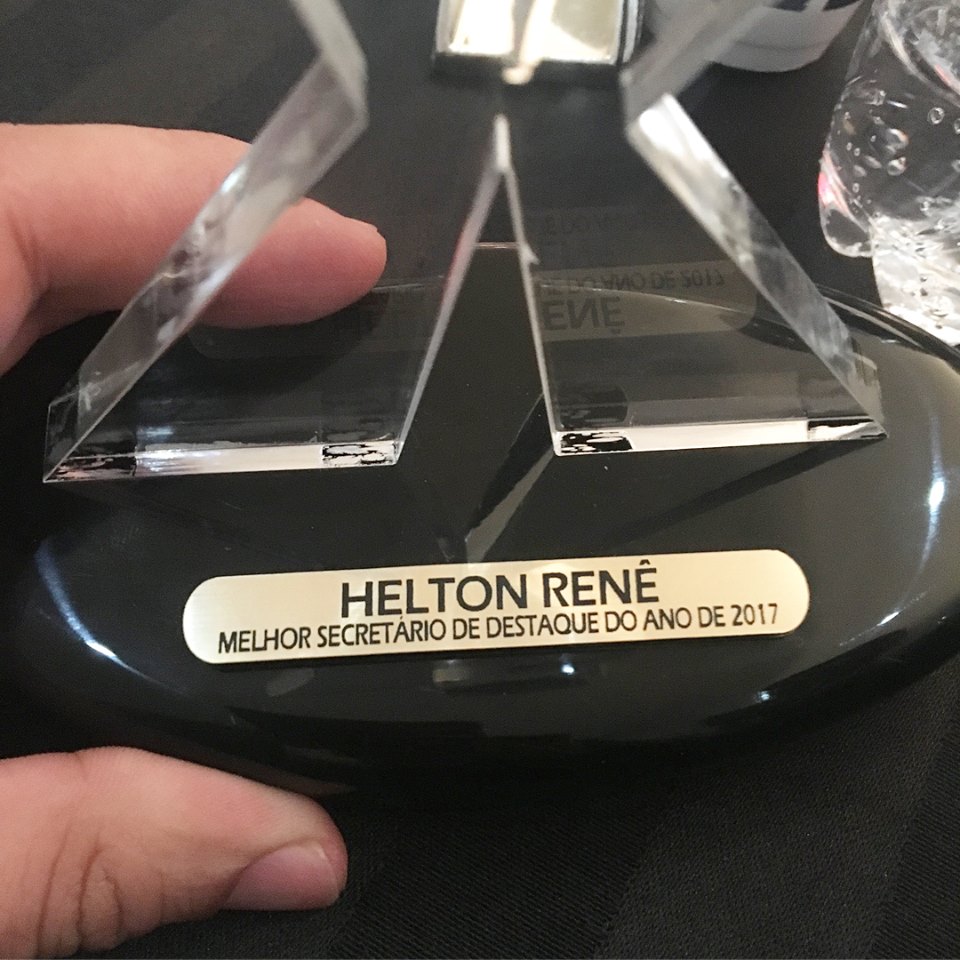 HELTON RENÊ
MELHOR SECRETÁRIO DE DESTAQUE DO ANO DE 2017